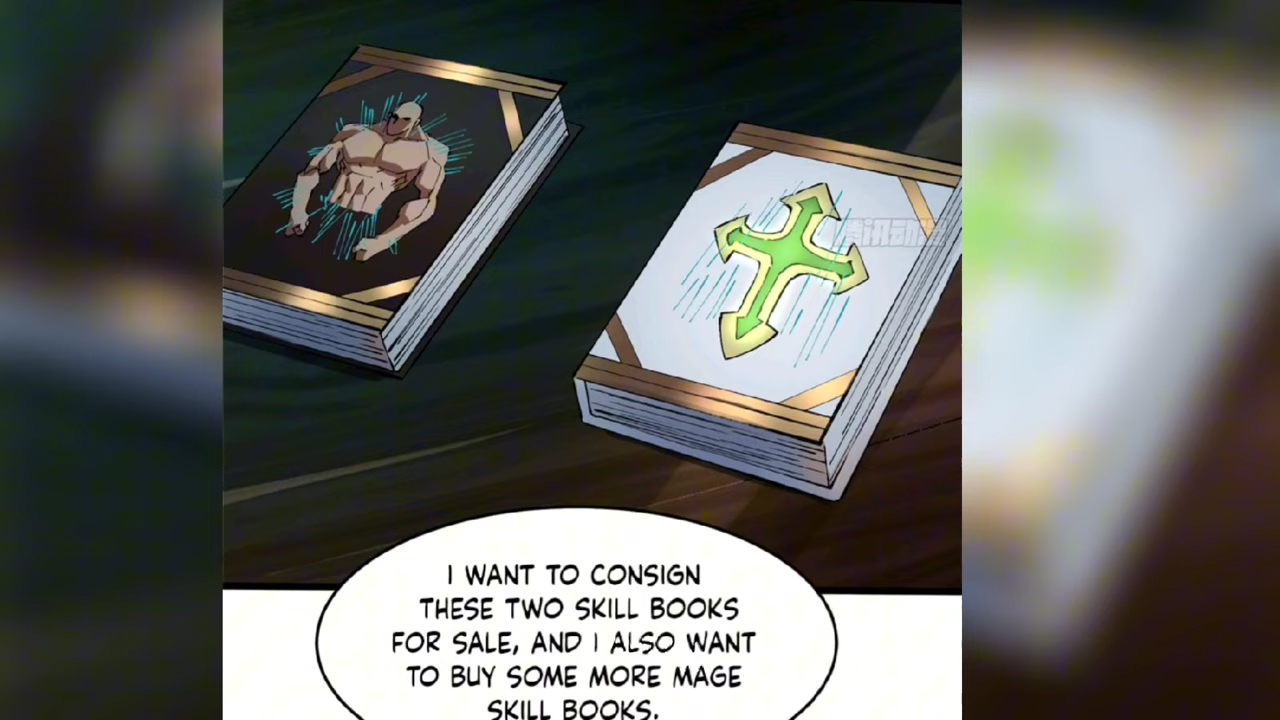 I WANT TO CONSIGN
THESE TWO SKILL BOOKS
FOR SALE, AND I ALSO WANT
TO BUY SOME MORE MAGE
SKILL BOOKS.